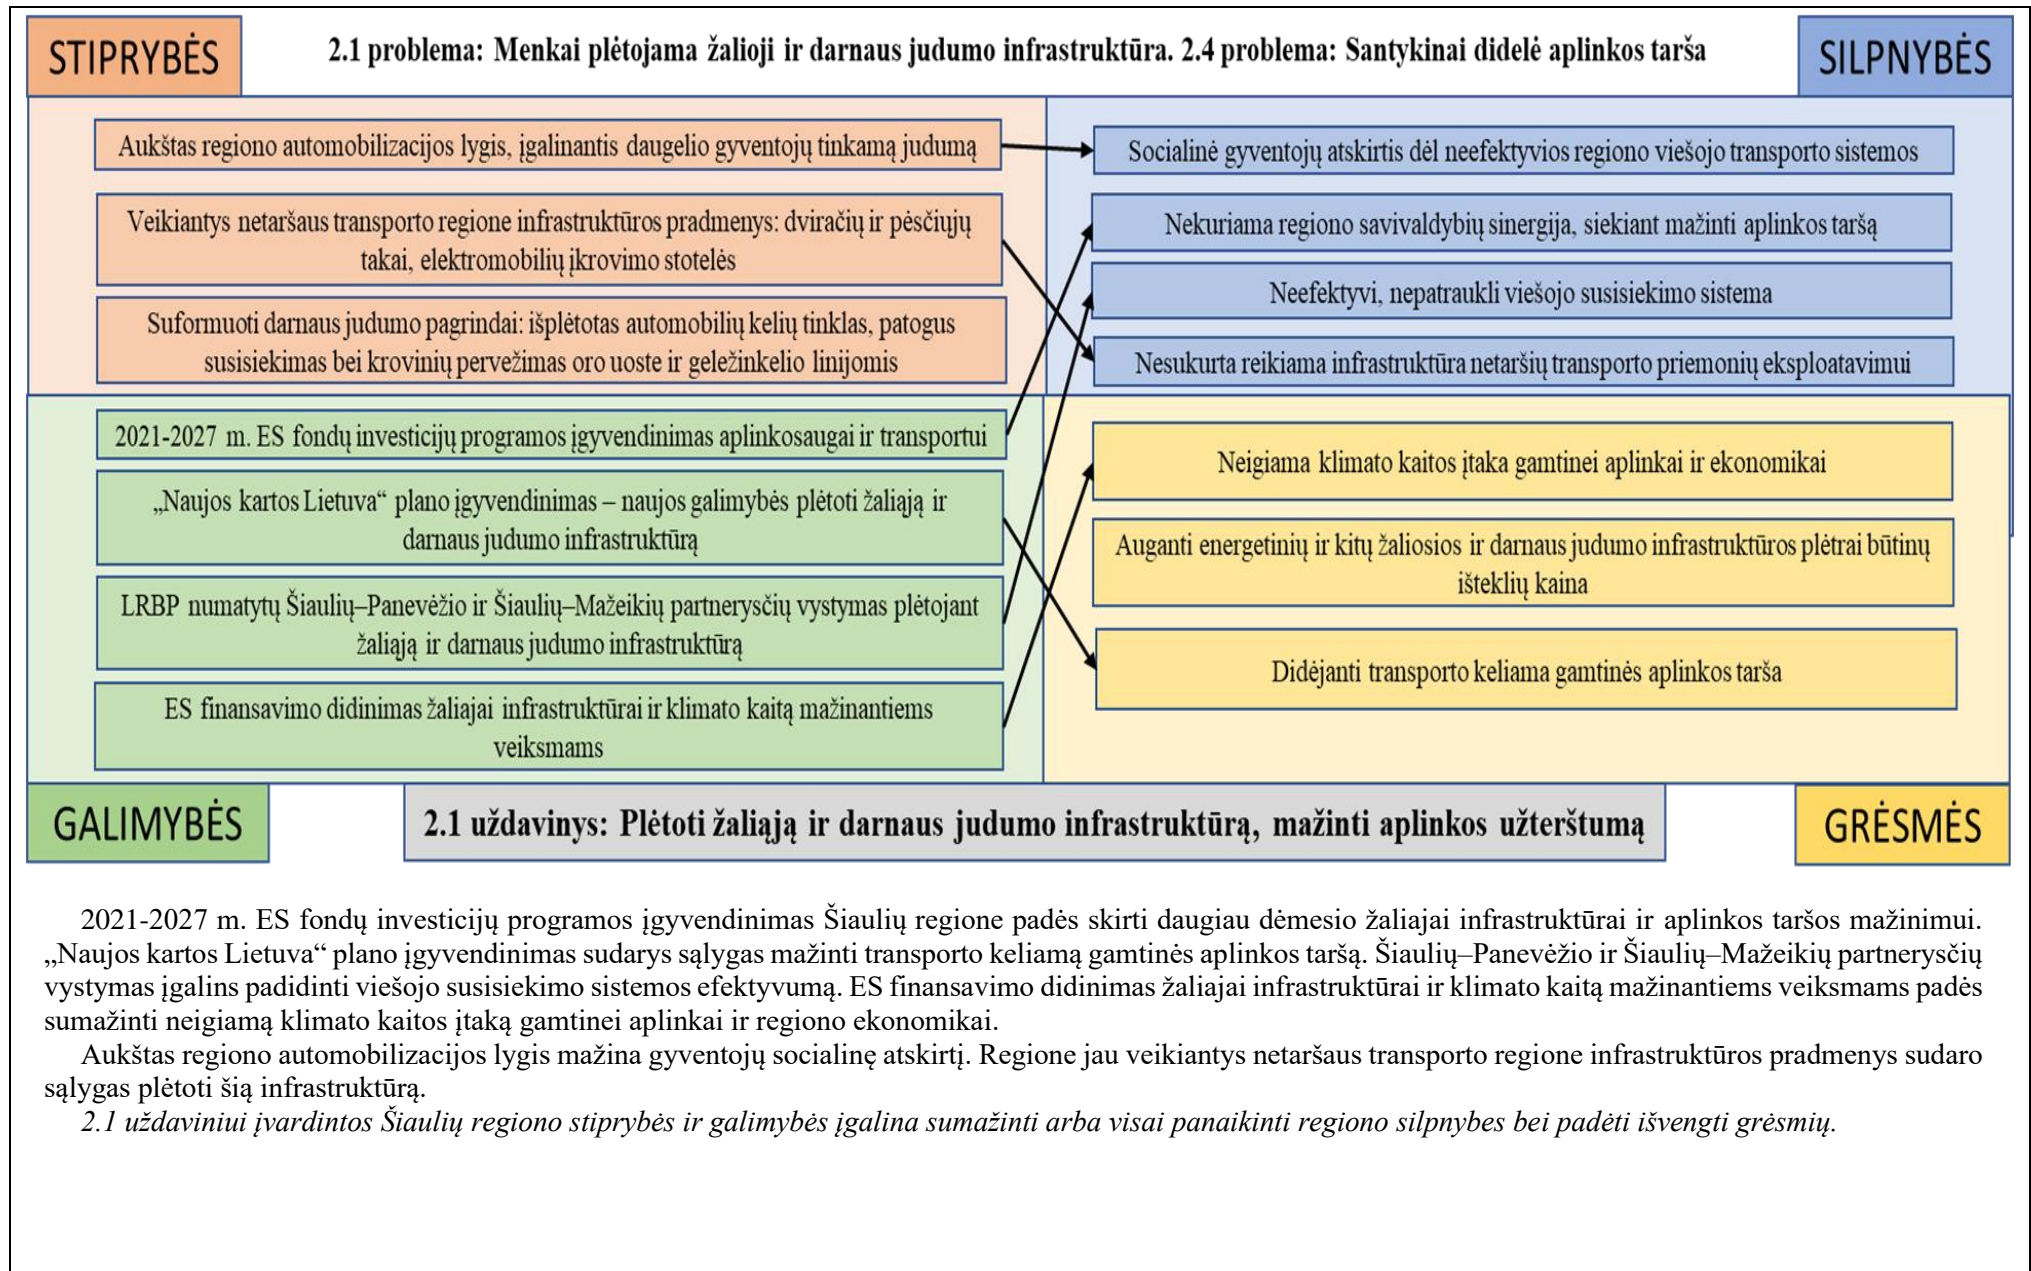 STIPRYBĖS
2.1 problema: Menkai plėtojama žalioji ir darnaus judumo infrastruktūra. 2.4 problema: Santykinai didelė aplinkos tarša
SILPNYBĖS
Aukštas regiono automobilizacijos lygis, įgalinantis daugelio gyventojų tinkamą judumą
Veikiantys netaršaus transporto regione infrastruktūros pradmenys: dviračių ir pėsčiųjų
takai, elektromobilių įkrovimo stotelės
Suformuoti darnaus judumo pagrindai: išplėtotas automobilių kelių tinklas, patogus
susisiekimas bei krovinių pervežimas oro uoste ir geležinkelio linijomis
Socialinė gyventojų atskirtis dėl neefektyvios regiono viešojo transporto sistemos
Nekuriama regiono savivaldybių sinergija, siekiant mažinti aplinkos taršą
Neefektyvi, nepatraukli viešojo susisiekimo sistema
Nesukurta reikiama infrastruktūra netaršių transporto priemonių eksploatavimui
2021-2027 m. ES fondų investicijų programos įgyvendinimas aplinkosaugai ir transportui
„Naujos kartos Lietuva“ plano įgyvendinimas – naujos galimybės plėtoti žaliąją ir
darnaus judumo infrastruktūrą
LRBP numatytų Šiaulių–Panevėžio ir Šiaulių–Mažeikių partnerysčių vystymas plėtojant
žaliąją ir darnaus judumo infrastruktūrą
ES finansavimo didinimas žaliajai infrastruktūrai ir klimato kaitą mažinantiems
veiksmams
Neigiama klimato kaitos įtaka gamtinei aplinkai ir ekonomikai
Auganti energetinių ir kitų žaliosios ir darnaus judumo infrastruktūros plėtrai būtinų
išteklių kaina
Didėjanti transporto keliama gamtinės aplinkos tarša
GALIMYBĖS
2.1 uždavinys: Plėtoti žaliąją ir darnaus judumo infrastruktūrą, mažinti aplinkos užterštumą
GRĖSMĖS
2021-2027 m. ES fondų investicijų programos įgyvendinimas Šiaulių regione padės skirti daugiau dėmesio žaliajai infrastruktūrai ir aplinkos taršos mažinimui.
„Naujos kartos Lietuva“ plano įgyvendinimas sudarys sąlygas mažinti transporto keliamą gamtinės aplinkos taršą. Šiaulių–Panevėžio ir Šiaulių–Mažeikių partnerysčių
vystymas įgalins padidinti viešojo susisiekimo sistemos efektyvumą. ES finansavimo didinimas žaliajai infrastruktūrai ir klimato kaitą mažinantiems veiksmams padės
sumažinti neigiamą klimato kaitos įtaką gamtinei aplinkai ir regiono ekonomikai.
Aukštas regiono automobilizacijos lygis mažina gyventojų socialinę atskirtį. Regione jau veikiantys netaršaus transporto regione infrastruktūros pradmenys sudaro
sąlygas plėtoti šią infrastruktūrą.
2.1 uždaviniui įvardintos Šiaulių regiono stiprybės ir galimybės įgalina sumažinti arba visai panaikinti regiono silpnybes bei padėti išvengti grėsmių.